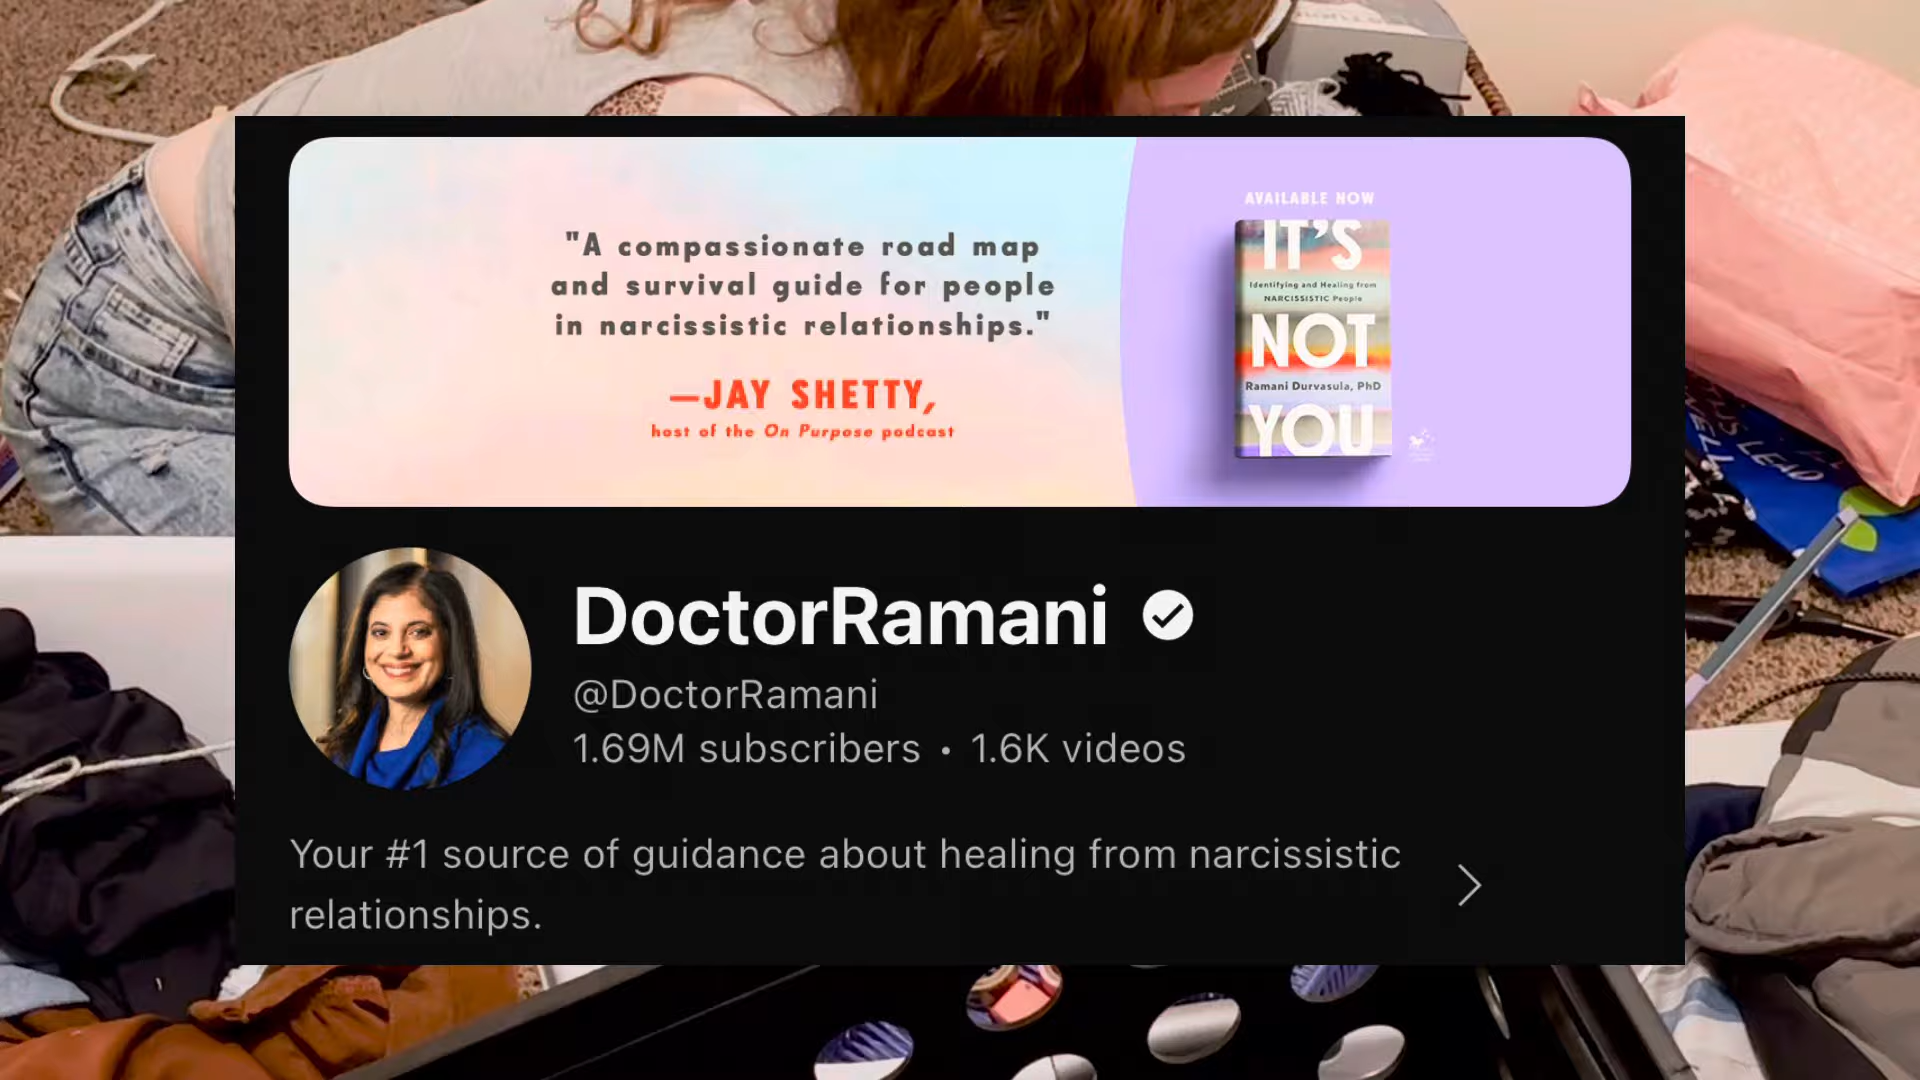 "A compassionate road map
and survival guide for people
in narcissistic relationships."
—JAY SHETTY,
host of the On Purpose podcast
AVAILABLE NOW
IT'S
Identifying and Healing from
NARCISSISTIC People
NOT
Ramani Durvasula, PhD
YOU
DoctorRamani
@DoctorRamani
1.69M subscribers • 1.6K videos
Your #1 source of guidance about healing from narcissistic
relationships.
LEAD